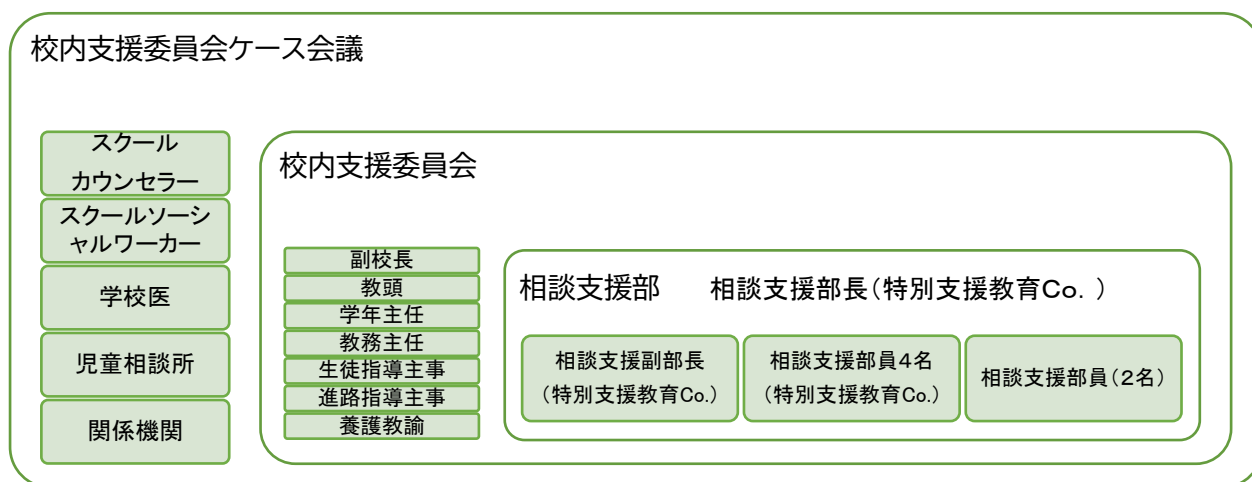 校内支援委員会ケース会議
スクール
カウンセラー
スクールソーシ
ャルワーカー
学校医
児童相談所
関係機関
校内支援委員会
副校長
教頭
学年主任
教務主任
生徒指導主事
進路指導主事
養護教諭
相談支援部 相談支援部長(特別支援教育Co.)
相談支援副部長
(特別支援教育Co.)
相談支援部員4名
(特別支援教育Co.)
相談支援部員(2名)